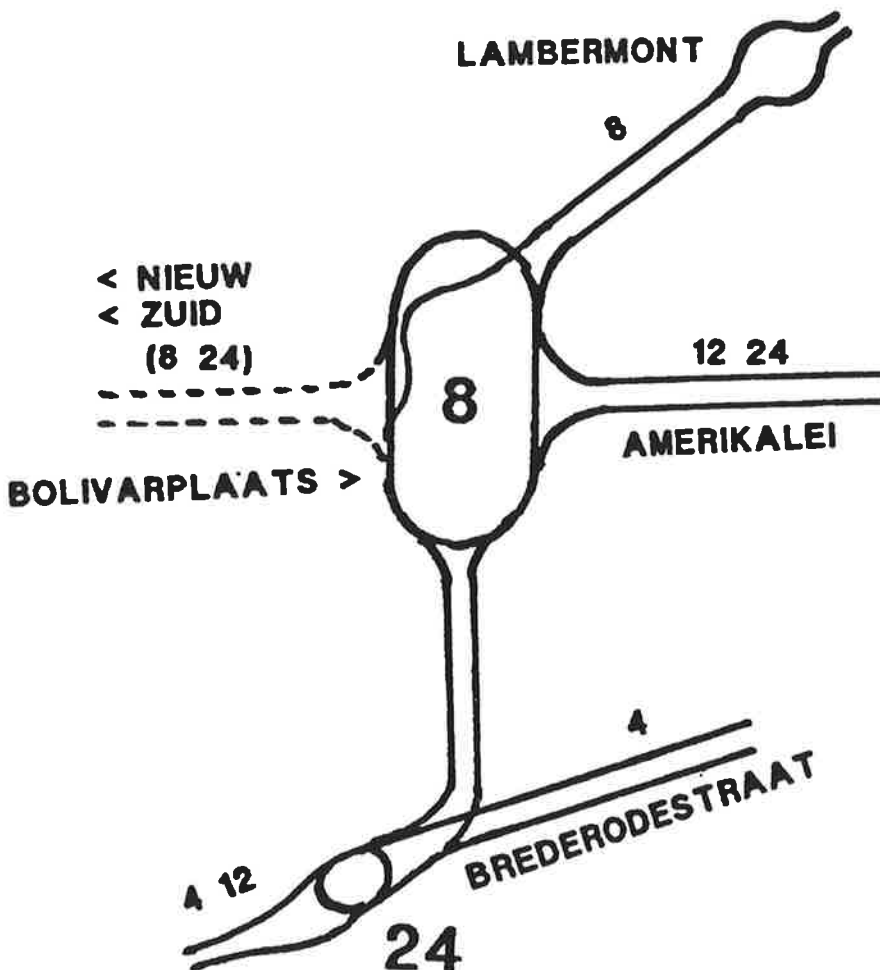 LAMBERMONT
8
< NIEUW
< ZUID
(8 24)
12 24
8
AMERIKALEI
BOLIVARPLAATS >
4
BREDERODESTRAAT
4 12
24